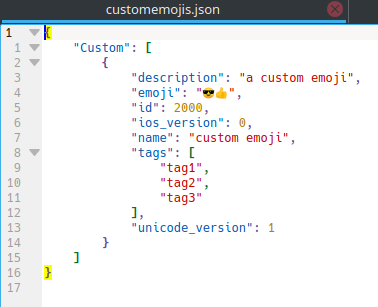 customemojis.json
1 {
1     "Custom": [
2         {
3             "description": "a custom emoji",
4             "emoji": "😎👍",
5             "id": 2000,
6             "ios_version": 0,
7             "name": "custom emoji",
8             "tags": [
9                 "tag1",
10                 "tag2",
11                 "tag3"
12             ],
13             "unicode_version": 1
14         }
15     ]
16 }
17